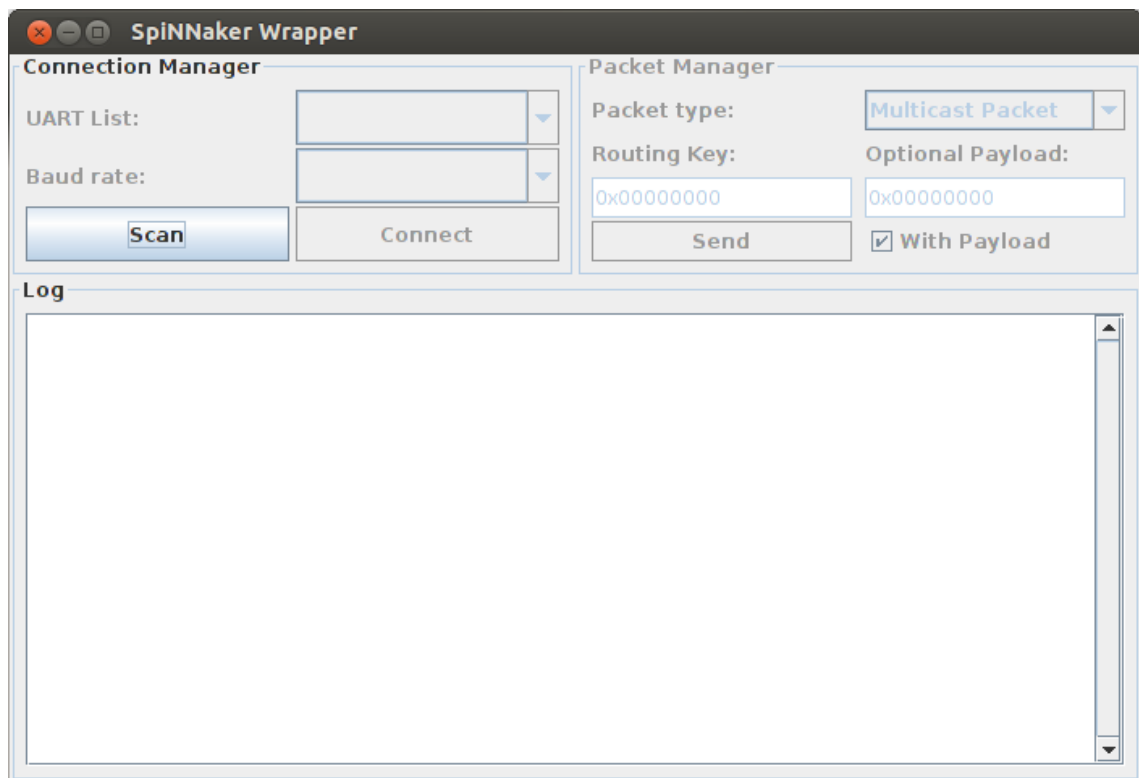 SpiNNaker Wrapper
Connection Manager
UART List:
Baud rate:
Scan
Connect
Packet Manager
Packet type:
Multicast Packet
Routing Key:
Optional Payload:
0x00000000
0x00000000
Send
With Payload
Log